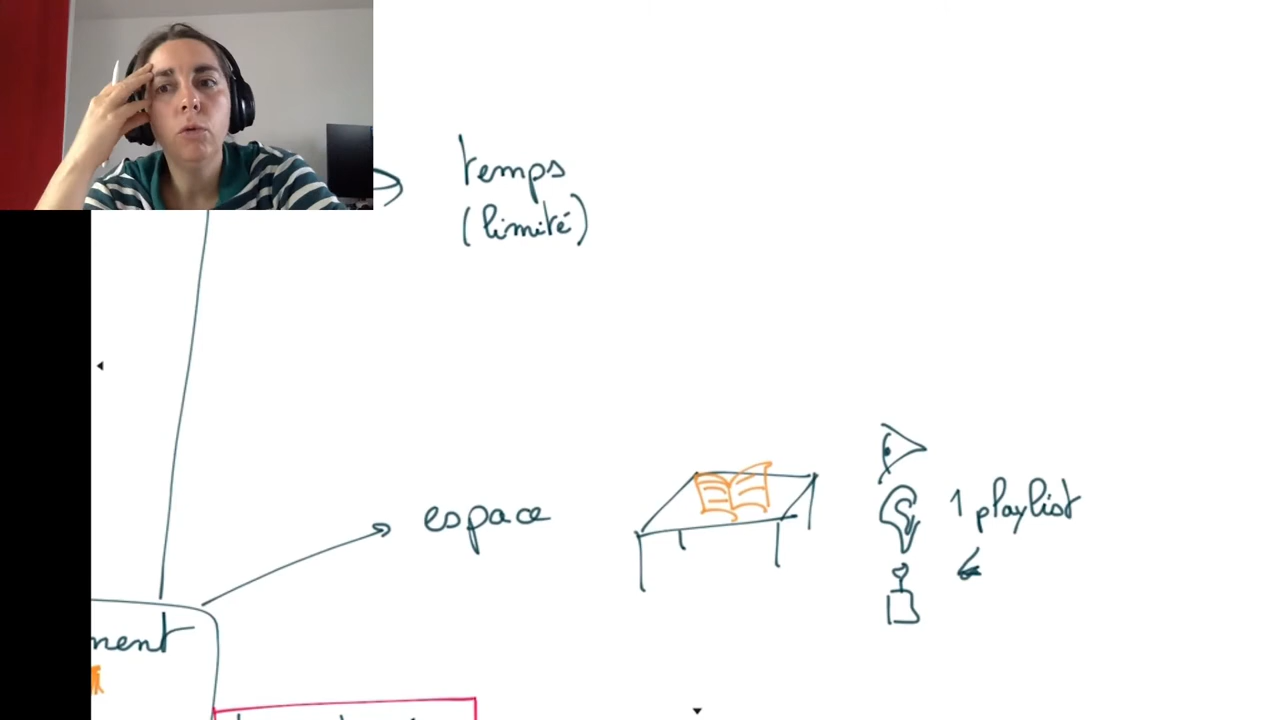 temps
(limité)
espace
1 playlist
ment